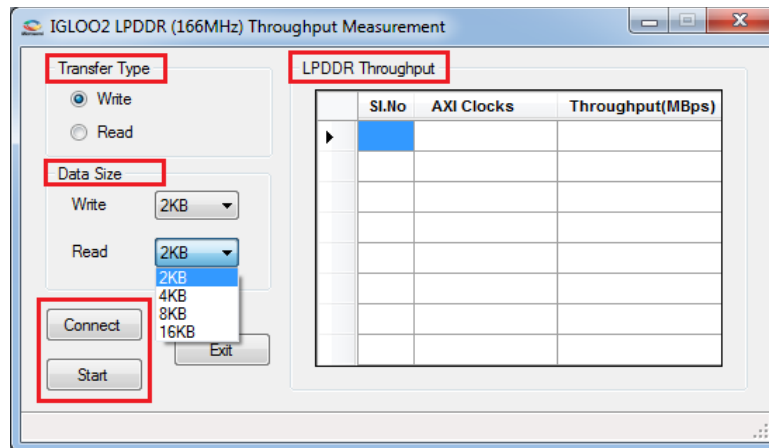 IGLOO2 LPDDR (166MHz) Throughput Measurement
Transfer Type
Write
Read
Data Size
Write 2KB
Read 2KB
2KB
4KB
8KB
16KB
Connect
Exit
Start
LPDDR Throughput
Sl.No AXI Clocks Throughput(MBps)